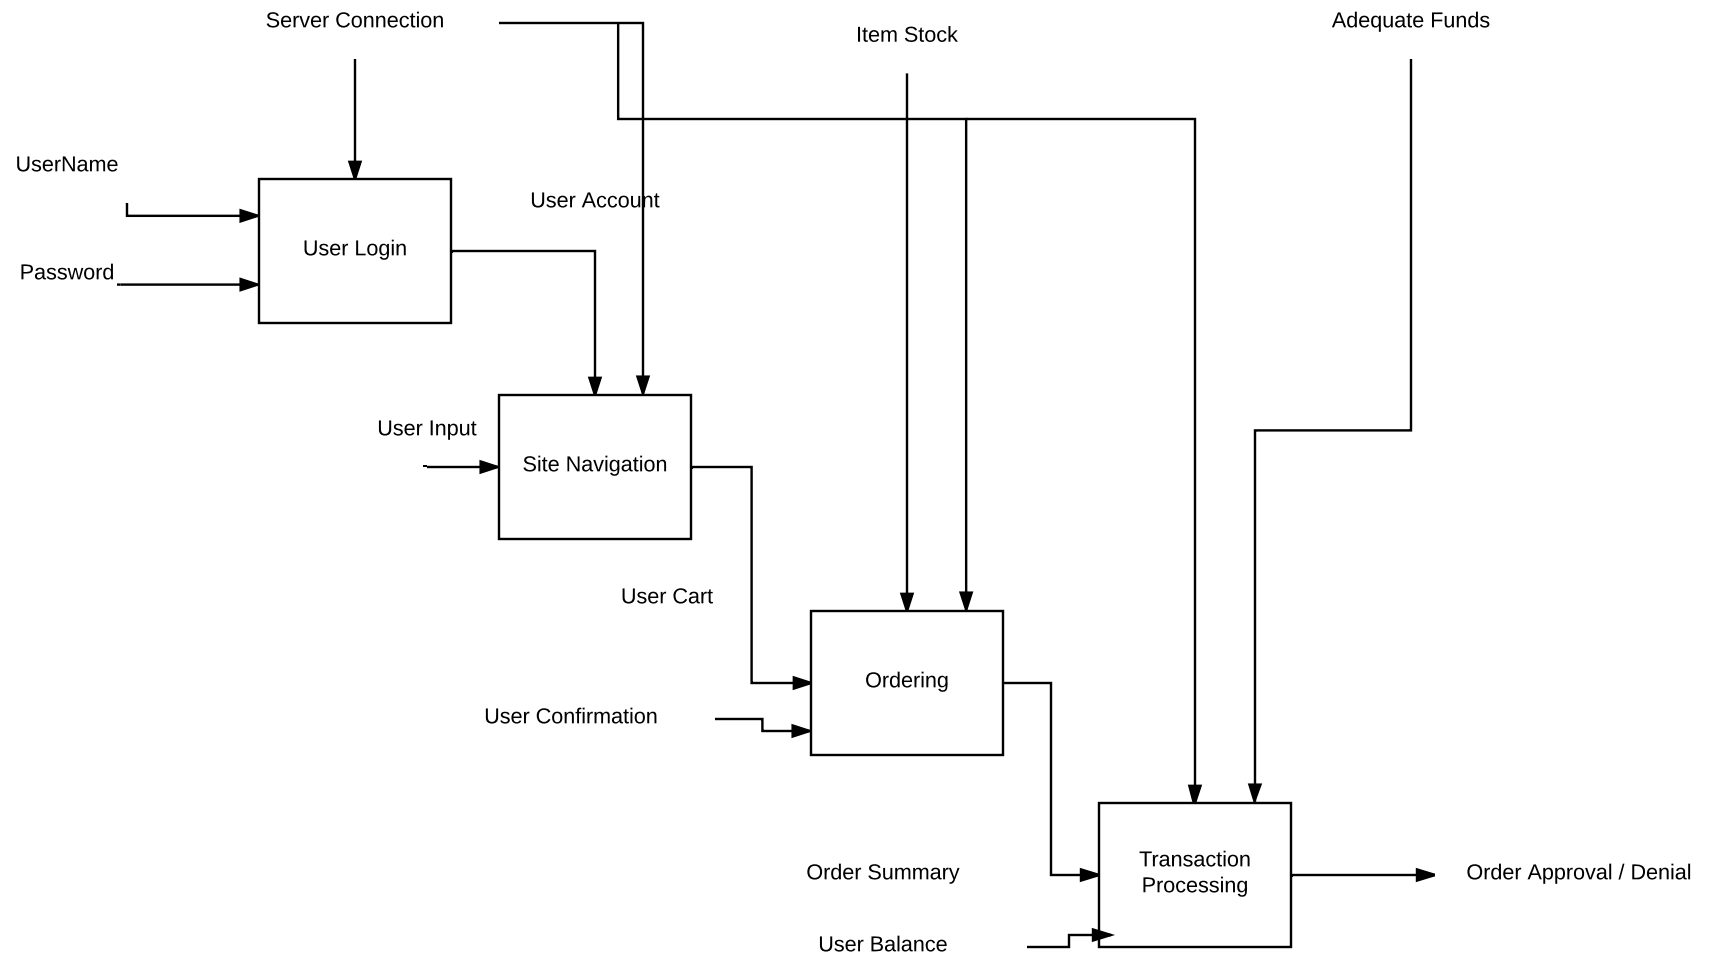 Server Connection
Item Stock
Adequate Funds
UserName
User Account
User Login
Password
User Input
Site Navigation
User Cart
Ordering
User Confirmation
Transaction
Processing
Order Summary
Order Approval / Denial
User Balance